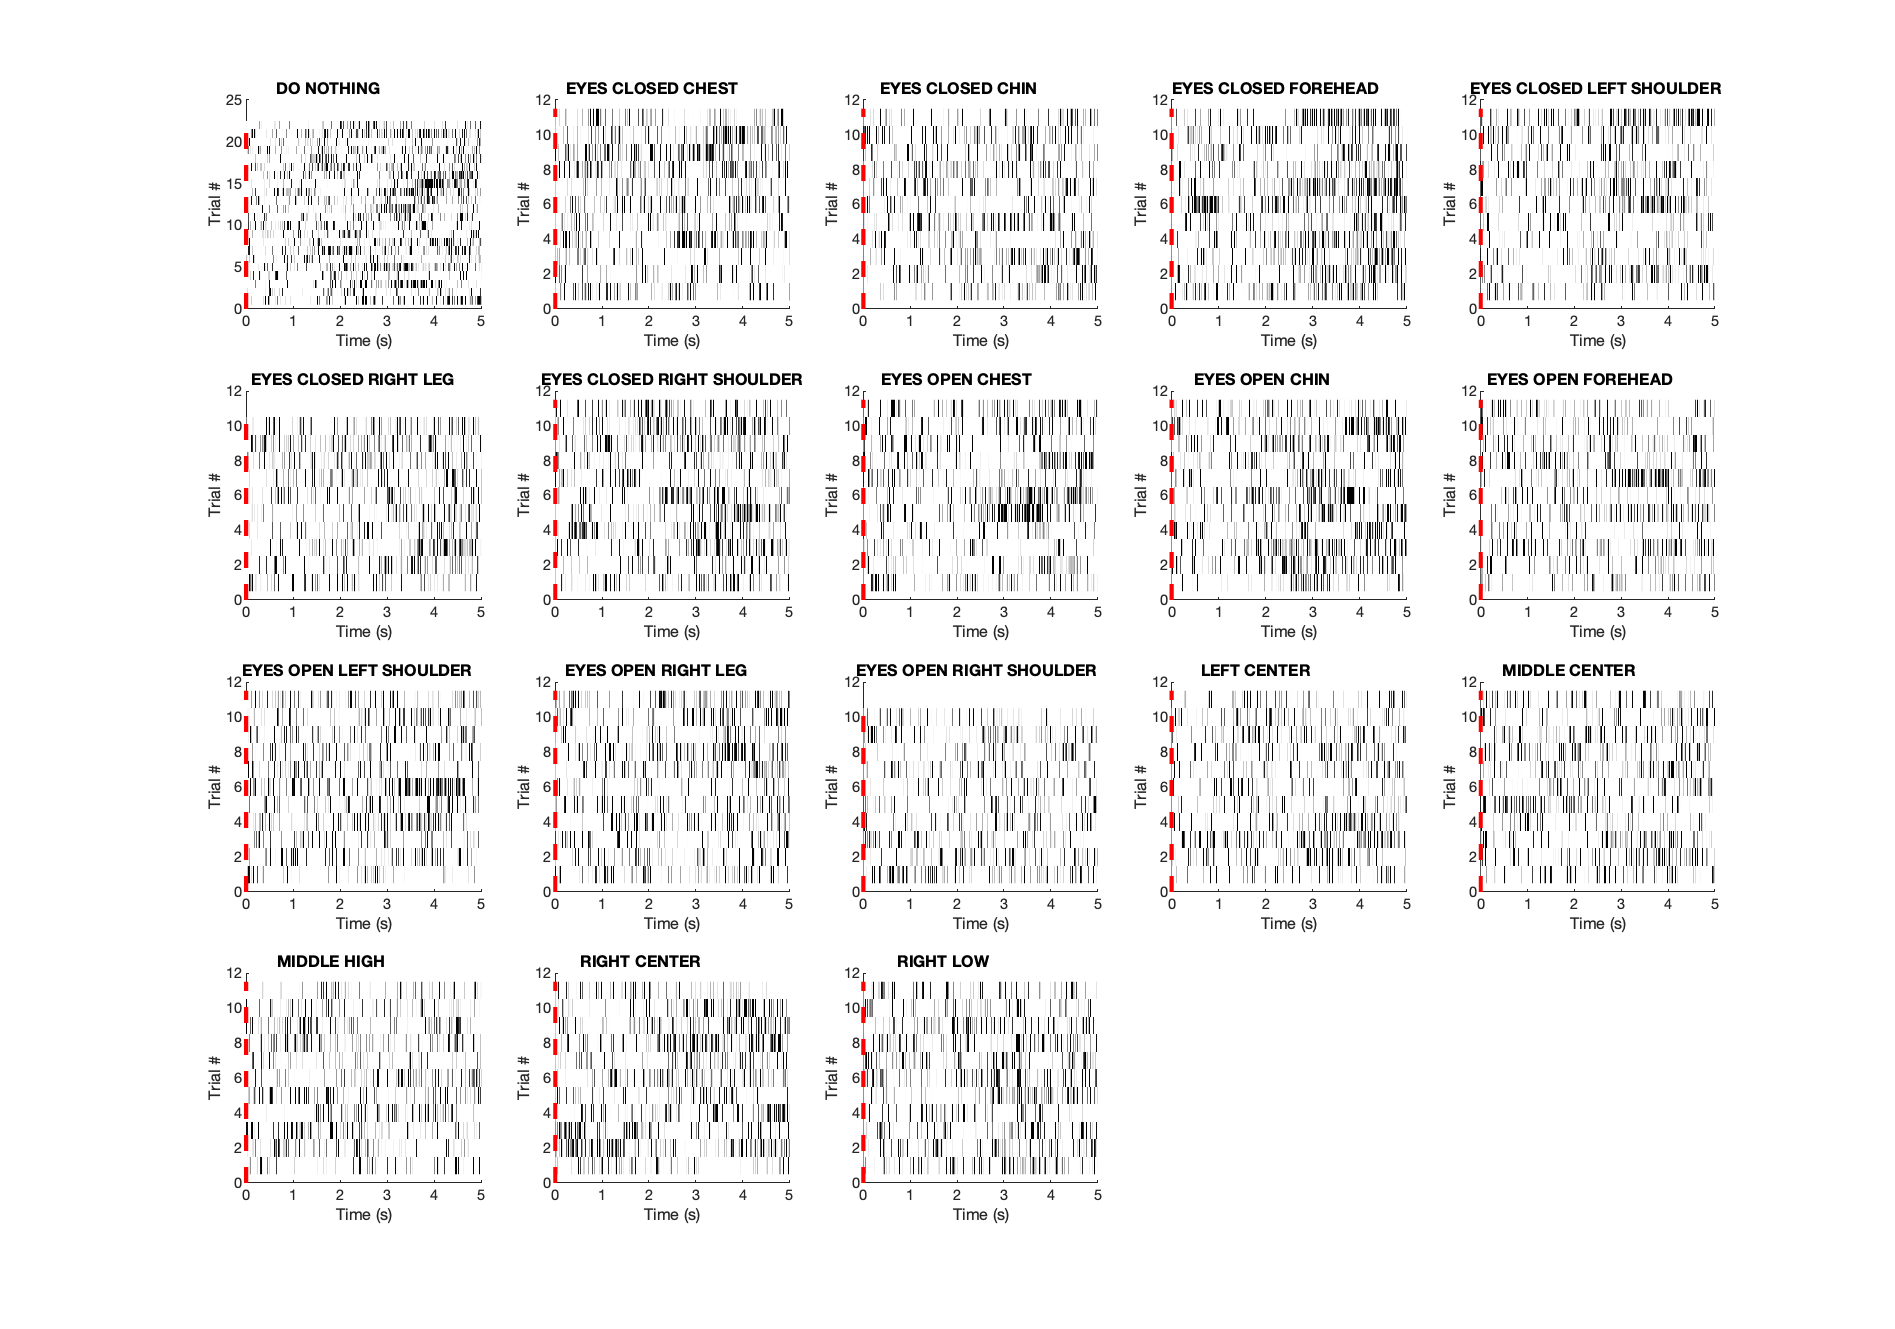 DO NOTHING
25
20
15
10
5
0
Trial #
0 1 2 3 4 5
Time (s)
EYES CLOSED CHEST
12
10
8
6
4
2
0
Trial #
0 1 2 3 4 5
Time (s)
EYES CLOSED CHIN
12
10
8
6
4
2
0
Trial #
0 1 2 3 4 5
Time (s)
EYES CLOSED FOREHEAD
12
10
8
6
4
2
0
Trial #
0 1 2 3 4 5
Time (s)
EYES CLOSED LEFT SHOULDER
12
10
8
6
4
2
0
Trial #
0 1 2 3 4 5
Time (s)
EYES CLOSED RIGHT LEG
12
10
8
6
4
2
0
Trial #
0 1 2 3 4 5
Time (s)
EYES CLOSED RIGHT SHOULDER
12
10
8
6
4
2
0
Trial #
0 1 2 3 4 5
Time (s)
EYES OPEN CHEST
12
10
8
6
4
2
0
Trial #
0 1 2 3 4 5
Time (s)
EYES OPEN CHIN
12
10
8
6
4
2
0
Trial #
0 1 2 3 4 5
Time (s)
EYES OPEN FOREHEAD
12
10
8
6
4
2
0
Trial #
0 1 2 3 4 5
Time (s)
EYES OPEN LEFT SHOULDER
12
10
8
6
4
2
0
Trial #
0 1 2 3 4 5
Time (s)
EYES OPEN RIGHT LEG
12
10
8
6
4
2
0
Trial #
0 1 2 3 4 5
Time (s)
EYES OPEN RIGHT SHOULDER
12
10
8
6
4
2
0
Trial #
0 1 2 3 4 5
Time (s)
LEFT CENTER
12
10
8
6
4
2
0
Trial #
0 1 2 3 4 5
Time (s)
MIDDLE CENTER
12
10
8
6
4
2
0
Trial #
0 1 2 3 4 5
Time (s)
MIDDLE HIGH
12
10
8
6
4
2
0
Trial #
0 1 2 3 4 5
Time (s)
RIGHT CENTER
12
10
8
6
4
2
0
Trial #
0 1 2 3 4 5
Time (s)
RIGHT LOW
12
10
8
6
4
2
0
Trial #
0 1 2 3 4 5
Time (s)